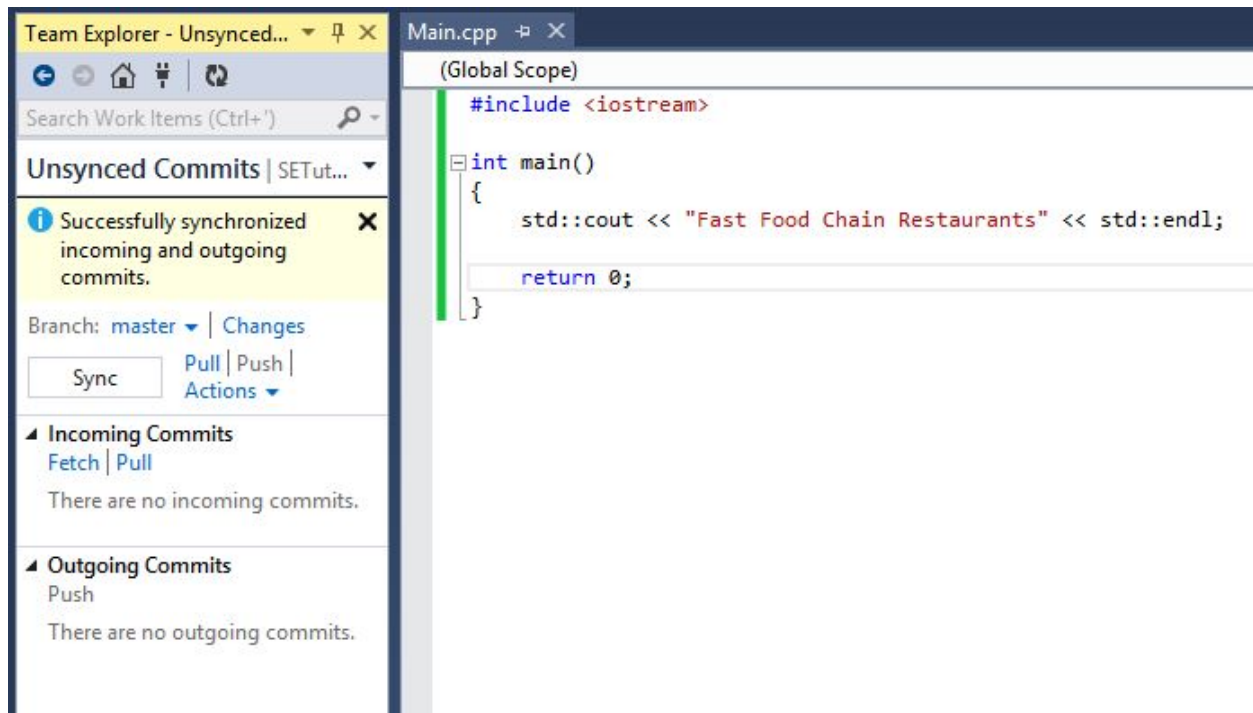 Team Explorer - Unsynced...
Search Work Items (Ctrl+')
Unsynced Commits | SETut...
Successfully synchronized
incoming and outgoing
commits.
Branch: master | Changes
Sync
Pull | Push |
Actions
Incoming Commits
Fetch | Pull
There are no incoming commits.
Outgoing Commits
Push
There are no outgoing commits.
Main.cpp
(Global Scope)
#include <iostream>
int main()
{
std::cout << "Fast Food Chain Restaurants" << std::endl;
return 0;
}